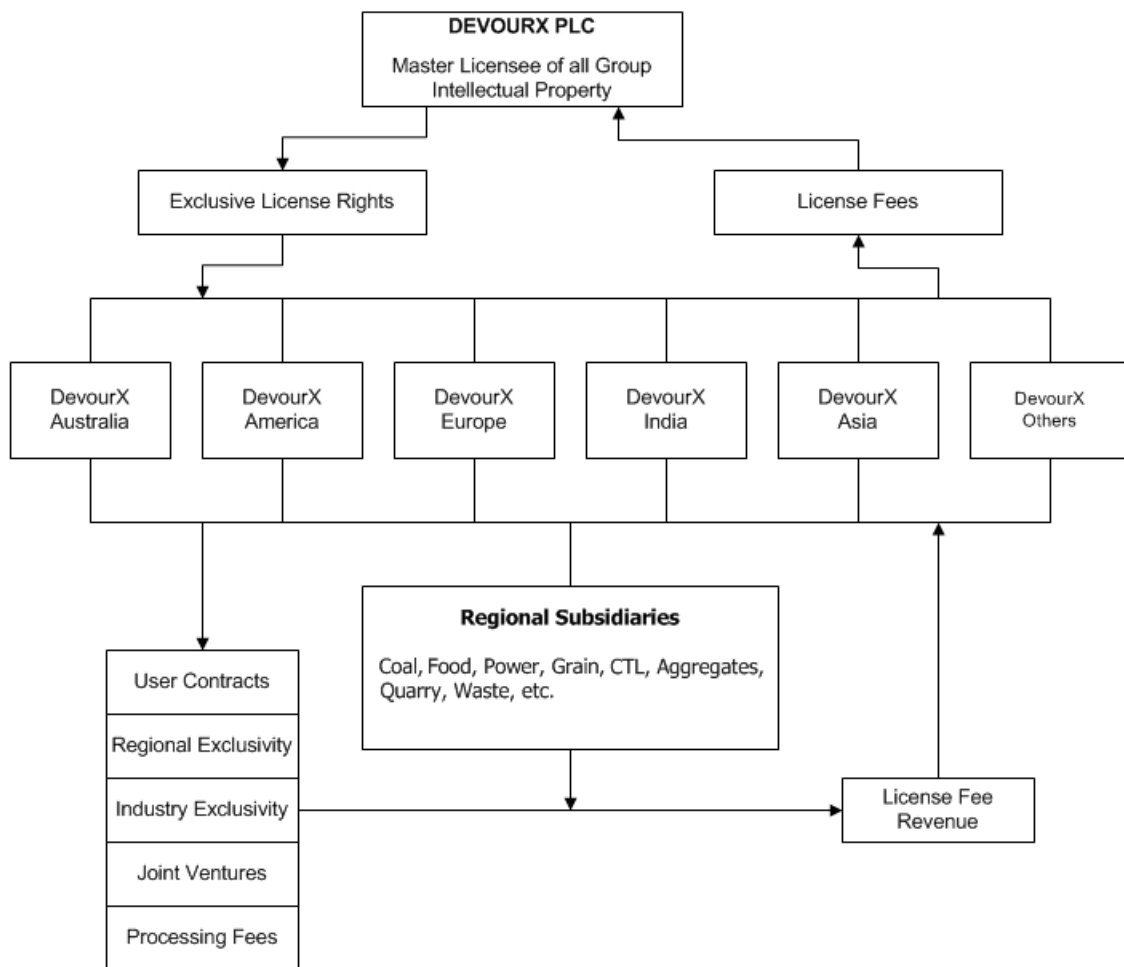 DEVOURX PLC
Master Licensee of all Group
Intellectual Property
Exclusive License Rights
License Fees
DevourX
Australia
DevourX
America
DevourX
Europe
DevourX
India
DevourX
Asia
DevourX
Others
Regional Subsidiaries
Coal, Food, Power, Grain, CTL, Aggregates,
Quarry, Waste, etc.
User Contracts
Regional Exclusivity
Industry Exclusivity
Joint Ventures
Processing Fees
License Fee
Revenue